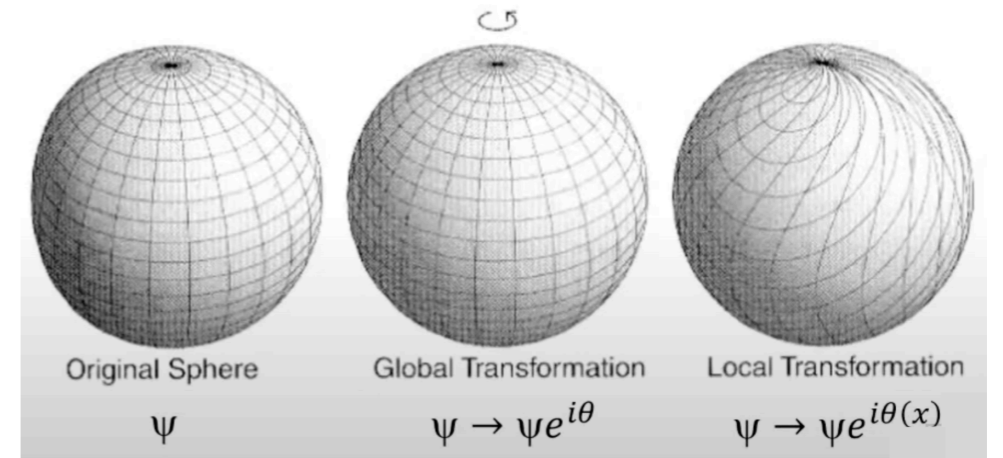 Original Sphere
Global Transformation
Local Transformation
ψ
ψ → ψe^{iθ}
ψ → ψe^{iθ(x)}